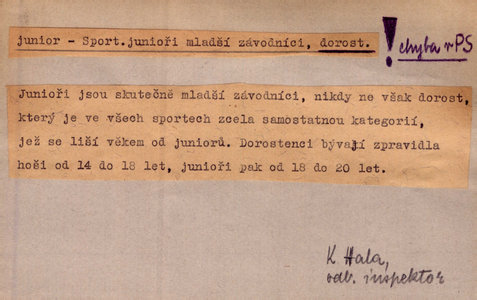 junior - Sport.junioři mladší závodníci, dorost. ! chyba v PS
Junioři jsou skutečně mladší závodníci, nikdy ne však dorost,
který je ve všech sportech zcela samostatnou kategorií,
jež se liší věkem od juniorů. Dorostenci bývají zpravidla
hoši od 14 do 18 let, junioři pak od 18 do 20 let.
K Hala,
odb. inspektor